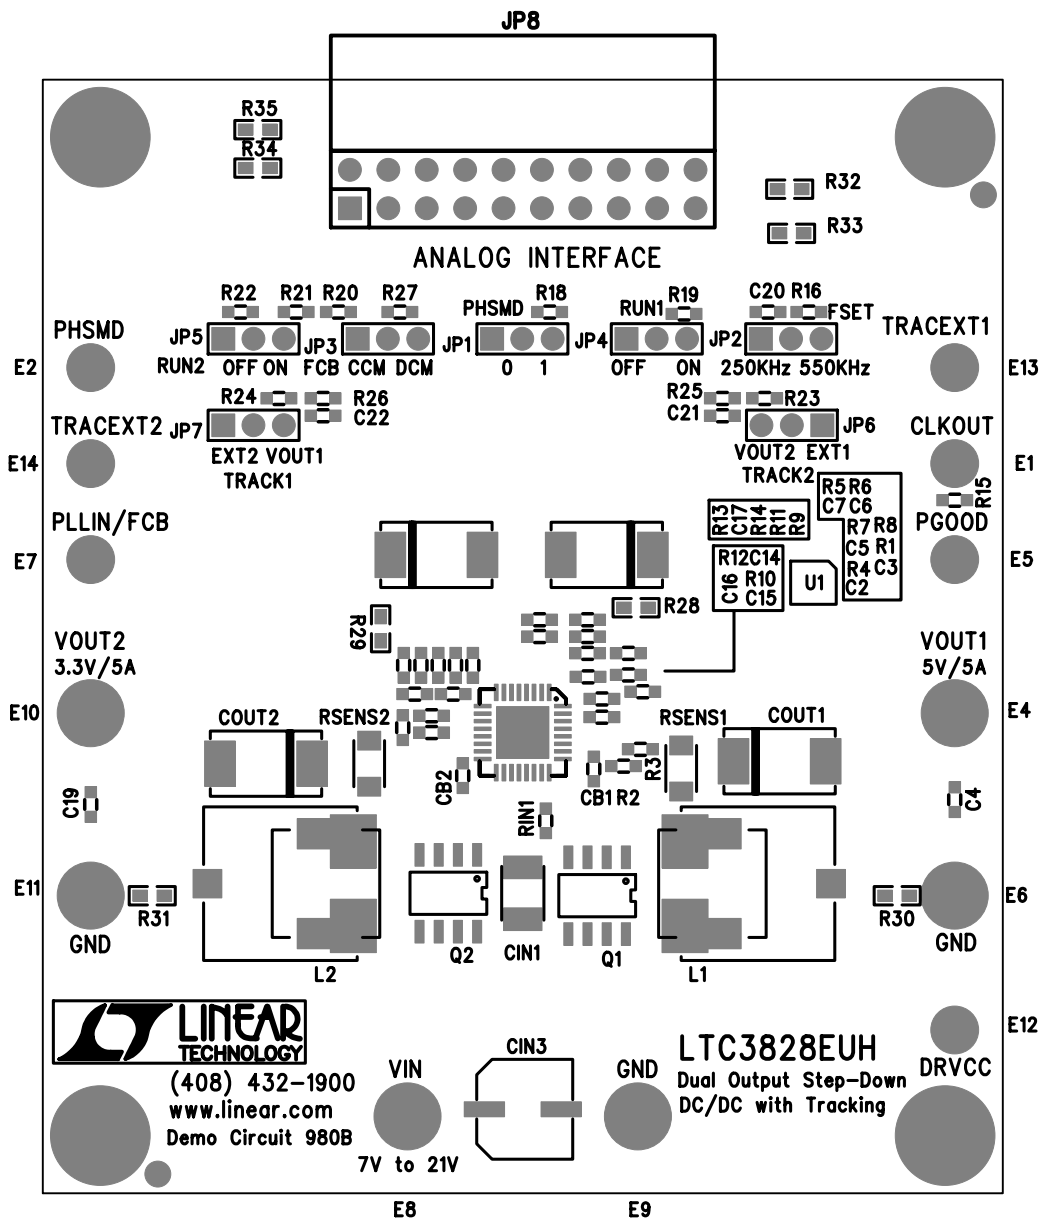 JP8
R35
R34
R32
R33
ANALOG INTERFACE
R22 R21 R20 R27 PHSMD R18 RUN1 R19 C20 R16 FSET
PHSMD JP5 JP3 JP1 JP4 JP2 TRACEXT1
E2 RUN2 OFF ON FCB CCM DCM 0 1 OFF ON 250KHz 550KHz E13
R24 R26 R25 R23
C22 C21
TRACEXT2 JP7 JP6 CLKOUT
EXT2 VOUT1 VOUT2 EXT1
E14 TRACK1 TRACK2 E1
R5 R6 R15
C7 C6
PLLIN/FCB R13 C17 R14 R11 R9 R7 R8 PGOOD
C5 R1
E7 R12 C14 R4 C3 E5
C16 R10 U1 C2
C15
R28
R29
VOUT2 VOUT1
3.3V/5A 5V/5A
E10 COUT2 RSENS2 RSENS1 COUT1 E4
R3
C19 CB2 CB1 R2 C4
RIN1
E11 E6
R31 R30
GND GND
Q2 CIN1 Q1
L2 L1
LINEAR
TECHNOLOGY
E12
CIN3 LTC3828EUH
VIN GND DRVCC
(408) 432-1900 Dual Output Step-Down
www.linear.com DC/DC with Tracking
Demo Circuit 980B
7V to 21V
E8 E9